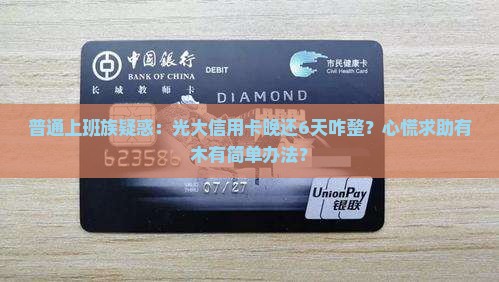 中国银行
BANK OF CHINA
DEBIT
市民健康卡
Civil Health Card
长城教师卡
DIAMOND
普通上班族疑惑：光大信用卡晚还6天咋整？心慌求助有
木有简单办法？
623586
07/27
UnionPay
银联